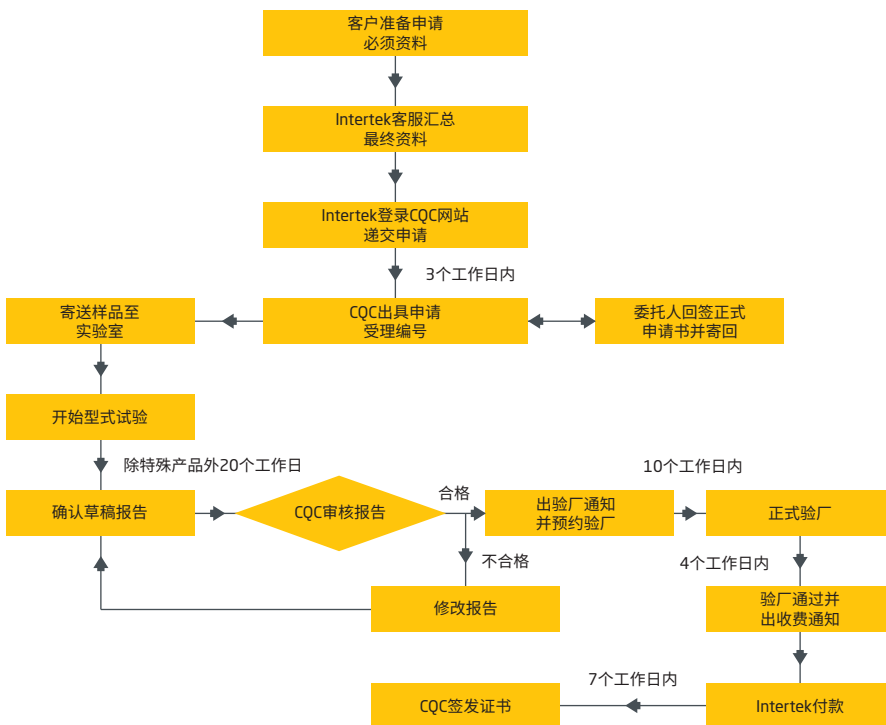 客户准备申请
必须资料
Intertek客服汇总
最终资料
Intertek登录CQC网站
递交申请
3个工作日内
寄送样品至
实验室
CQC出具申请
受理编号
委托人回签正式
申请书并寄回
开始型式试验
除特殊产品外20个工作日
10个工作日内
确认草稿报告
CQC审核报告
合格
出验厂通知
并预约验厂
正式验厂
不合格
4个工作日内
修改报告
验厂通过并
出收费通知
7个工作日内
CQC签发证书
Intertek付款